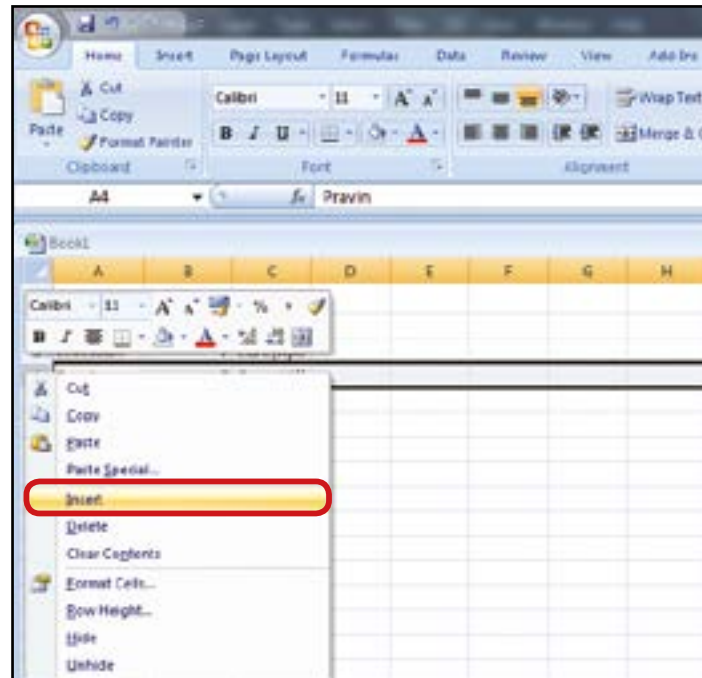 Home Insert Page Layout Formulas Data Review View Add-Ins
Cut
Copy
Paste
Format Painter
Calibri 11 A A
Wrap Text
B I U A
Merge & C
Clipboard Font Alignment
A4 fx Pravin
Book1
A B C D E F G H
Calibri 11 A A % ,
B I A
Cut
Copy
Paste
Paste Special...
Insert
Delete
Clear Contents
Format Cells...
Row Height...
Hide
Unhide